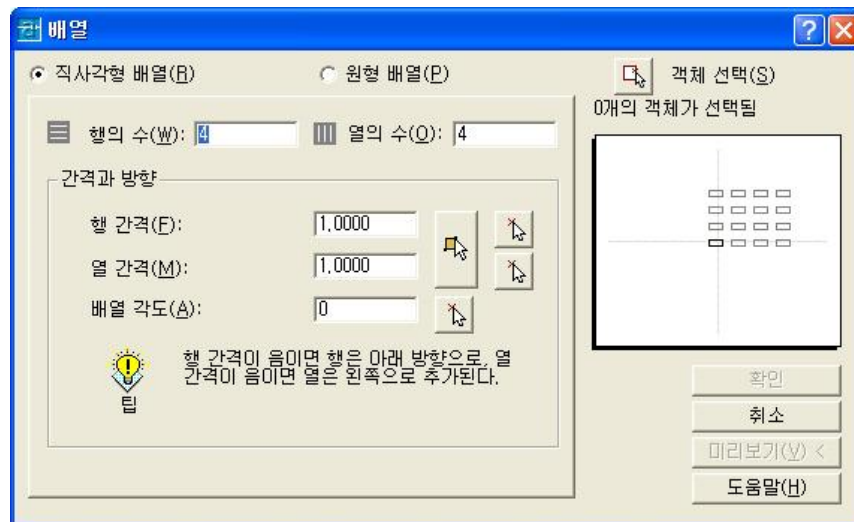 배열
직사각형 배열(R)
원형 배열(P)
객체 선택(S)
0개의 객체가 선택됨
행의 수(W): 4
열의 수(O): 4
간격과 방향
행 간격(F): 1.0000
열 간격(M): 1.0000
배열 각도(A): 0
행 간격이 음이면 행은 아래 방향으로, 열
간격이 음이면 열은 왼쪽으로 추가된다.
팁
확인
취소
미리보기(V) <
도움말(H)